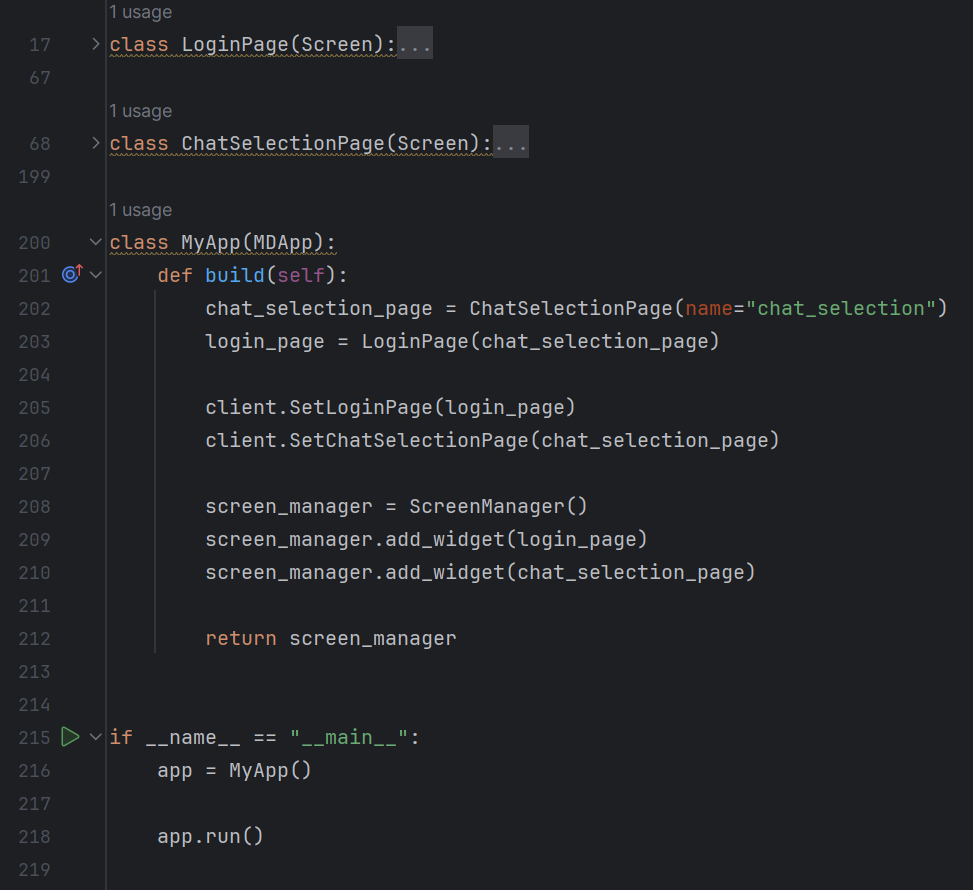 1 usage
17 class LoginPage(Screen):...
67
1 usage
68 class ChatSelectionPage(Screen):...
199
1 usage
200 class MyApp(MDApp):
201 def build(self):
202 chat_selection_page = ChatSelectionPage(name="chat_selection")
203 login_page = LoginPage(chat_selection_page)
204
205 client.SetLoginPage(login_page)
206 client.SetChatSelectionPage(chat_selection_page)
207
208 screen_manager = ScreenManager()
209 screen_manager.add_widget(login_page)
210 screen_manager.add_widget(chat_selection_page)
211
212 return screen_manager
213
214
215 if __name__ == "__main__":
216 app = MyApp()
217
218 app.run()
219